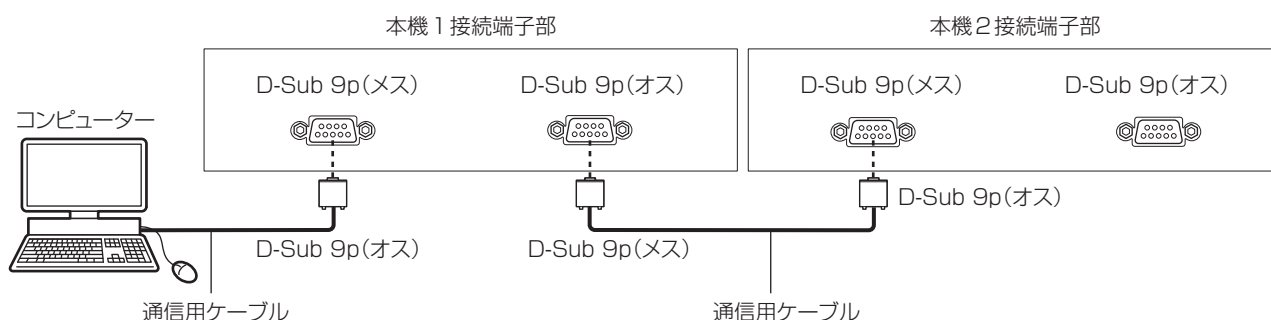 本機1接続端子部
本機2接続端子部
D-Sub 9p(メス)
D-Sub 9p(オス)
D-Sub 9p(メス)
D-Sub 9p(オス)
コンピューター
D-Sub 9p(オス)
D-Sub 9p(オス)
D-Sub 9p(メス)
通信用ケーブル
通信用ケーブル